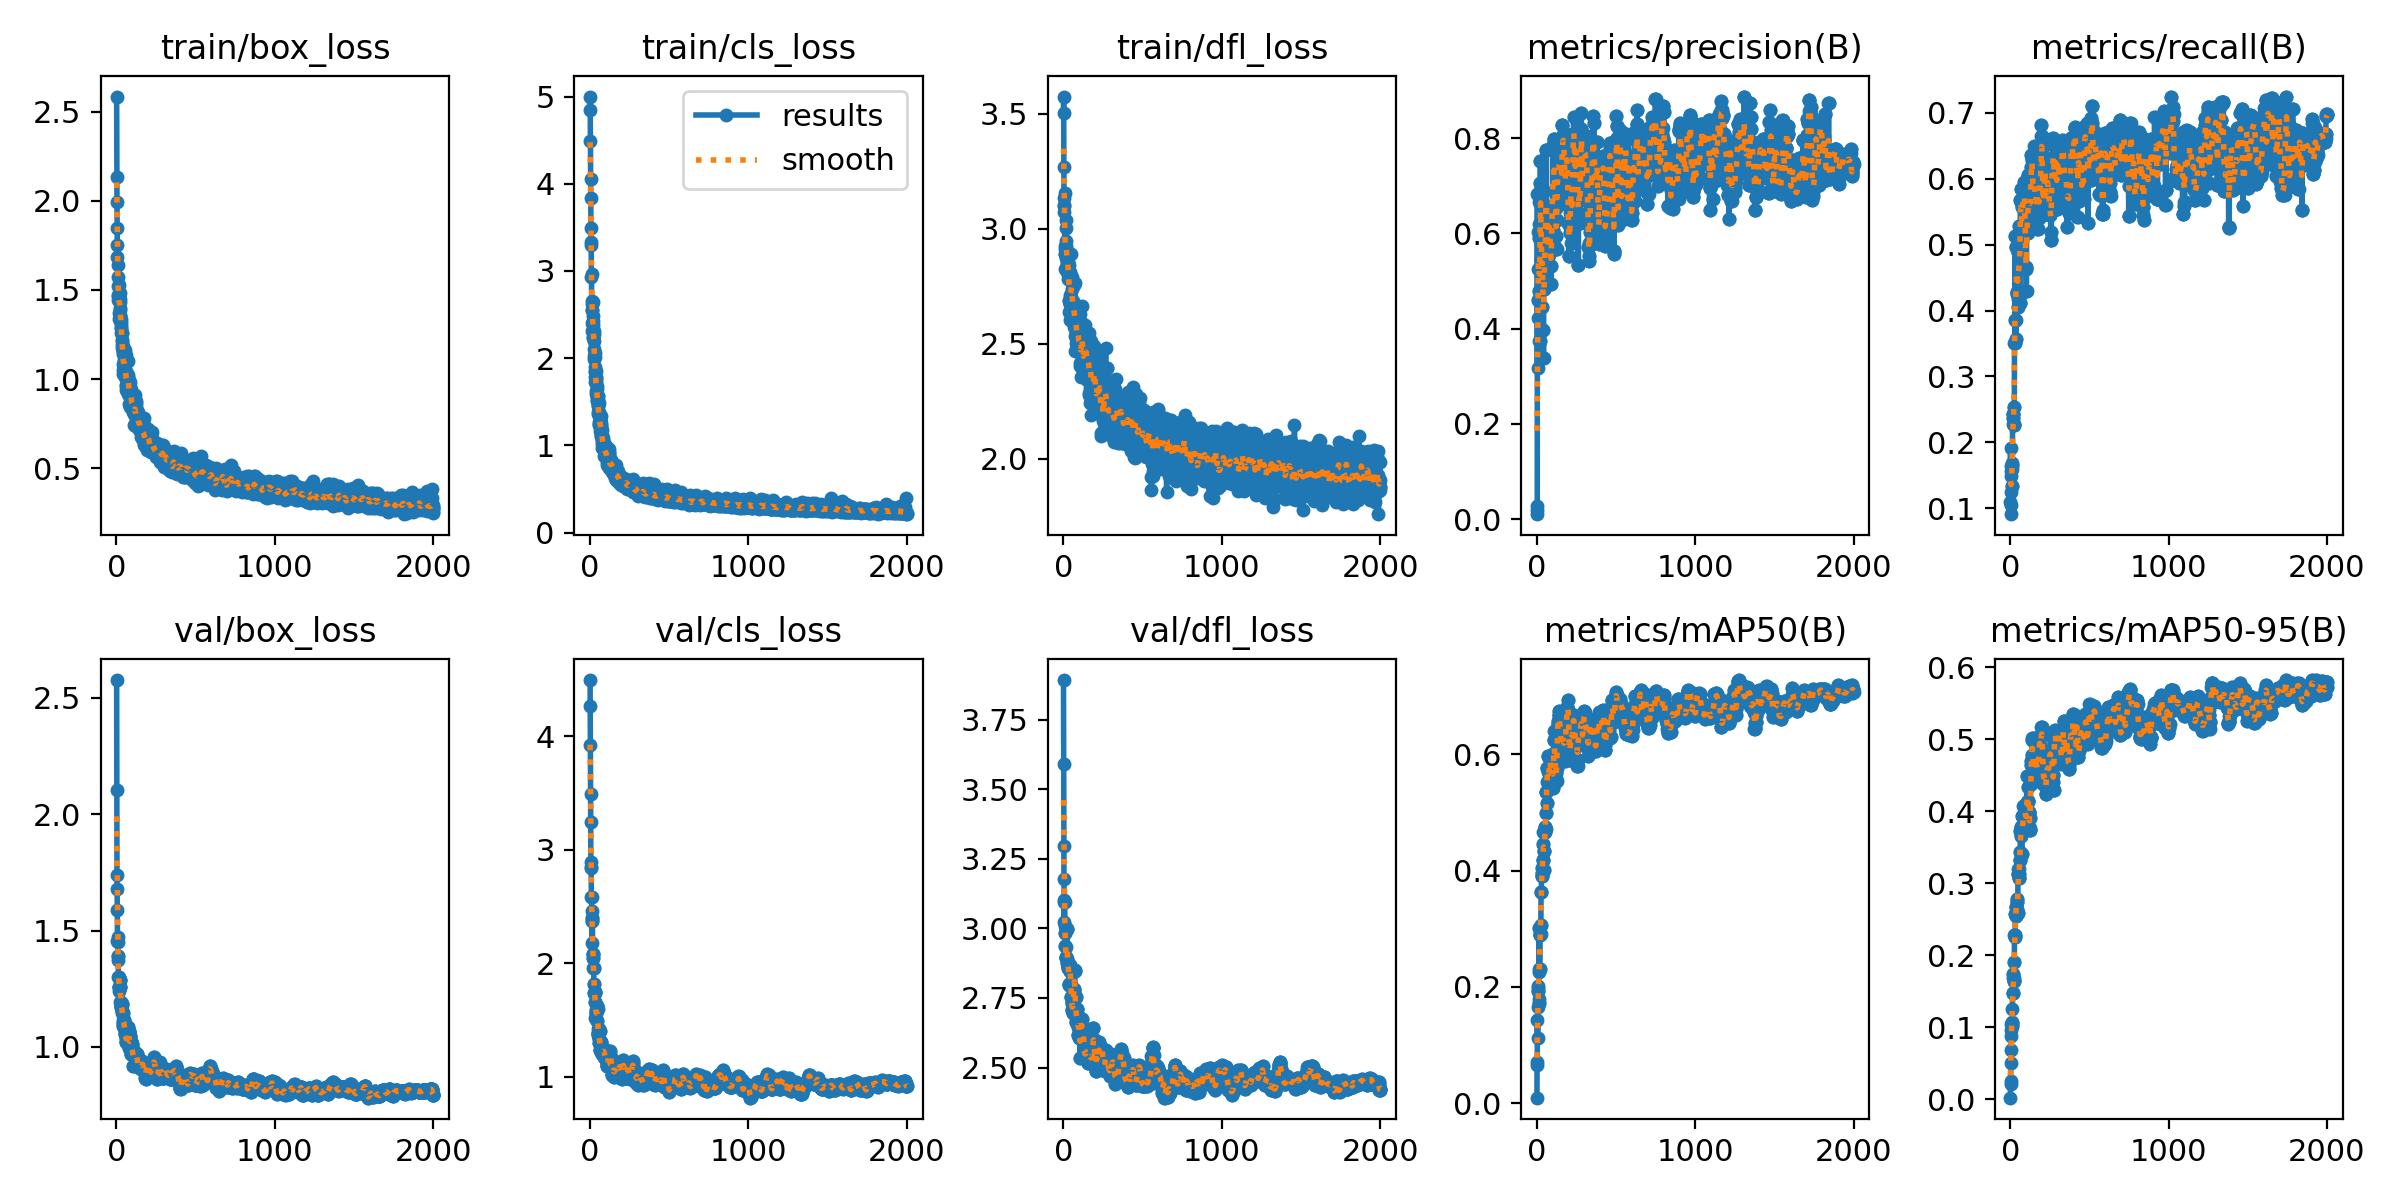 train/box_loss
2.5
2.0
1.5
1.0
0.5
0 1000 2000
train/cls_loss
results
smooth
5
4
3
2
1
0
0 1000 2000
train/dfl_loss
3.5
3.0
2.5
2.0
0 1000 2000
metrics/precision(B)
0.8
0.6
0.4
0.2
0.0
0 1000 2000
metrics/recall(B)
0.7
0.6
0.5
0.4
0.3
0.2
0.1
0 1000 2000
val/box_loss
2.5
2.0
1.5
1.0
0 1000 2000
val/cls_loss
4
3
2
1
0 1000 2000
val/dfl_loss
3.75
3.50
3.25
3.00
2.75
2.50
0 1000 2000
metrics/mAP50(B)
0.6
0.4
0.2
0.0
0 1000 2000
metrics/mAP50-95(B)
0.6
0.5
0.4
0.3
0.2
0.1
0.0
0 1000 2000